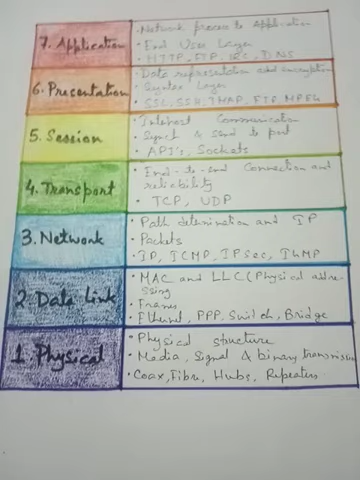 7. Application
· Network process to Application
· End User Layer
· HTTP, FTP, IRC, DNS
6. Presentation
· Data representation and encryption
· Syntax Layer
· SSL, SSH, IMAP, FTP, MPEG
5. Session
· Interhost Communication
· Synch & send to port
· API's, Sockets
4. Transport
· End-to-end Connection and
reliability
· TCP, UDP
3. Network
· Path determination and IP
· Packets
· IP, ICMP, IPsec, IGMP
2. Data Link
· MAC and LLC (Physical addre-
ssing
· Frames
· Ethernet, PPP, Switch, Bridge
1. Physical
· Physical structure
· Media, Signal & binary transmission
· Coax, Fibre, Hubs, Repeaters